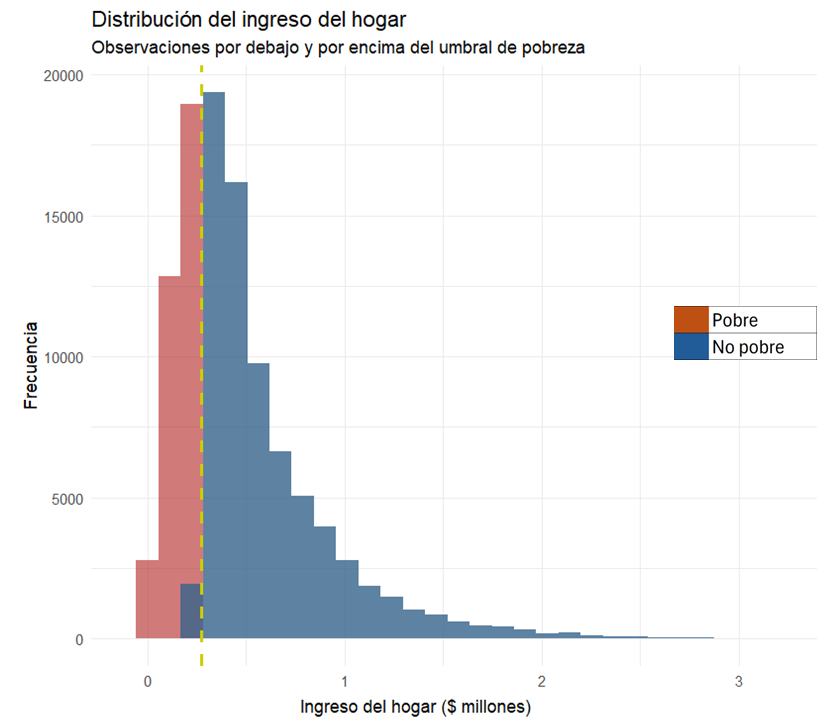 Distribución del ingreso del hogar
Observaciones por debajo y por encima del umbral de pobreza
20000
15000
10000
5000
0
Frecuencia
Pobre
No pobre
0 1 2 3
Ingreso del hogar ($ millones)